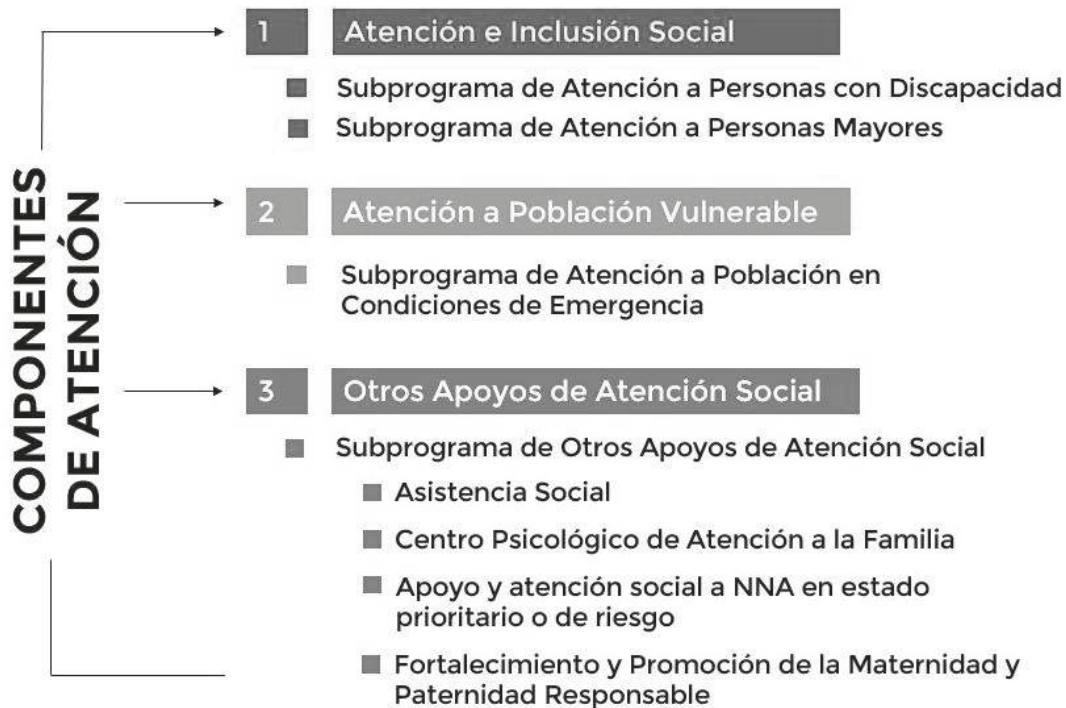 COMPONENTES
DE ATENCIÓN
1 Atención e Inclusión Social
Subprograma de Atención a Personas con Discapacidad
Subprograma de Atención a Personas Mayores
2 Atención a Población Vulnerable
Subprograma de Atención a Población en
Condiciones de Emergencia
3 Otros Apoyos de Atención Social
Subprograma de Otros Apoyos de Atención Social
Asistencia Social
Centro Psicológico de Atención a la Familia
Apoyo y atención social a NNA en estado
prioritario o de riesgo
Fortalecimiento y Promoción de la Maternidad y
Paternidad Responsable